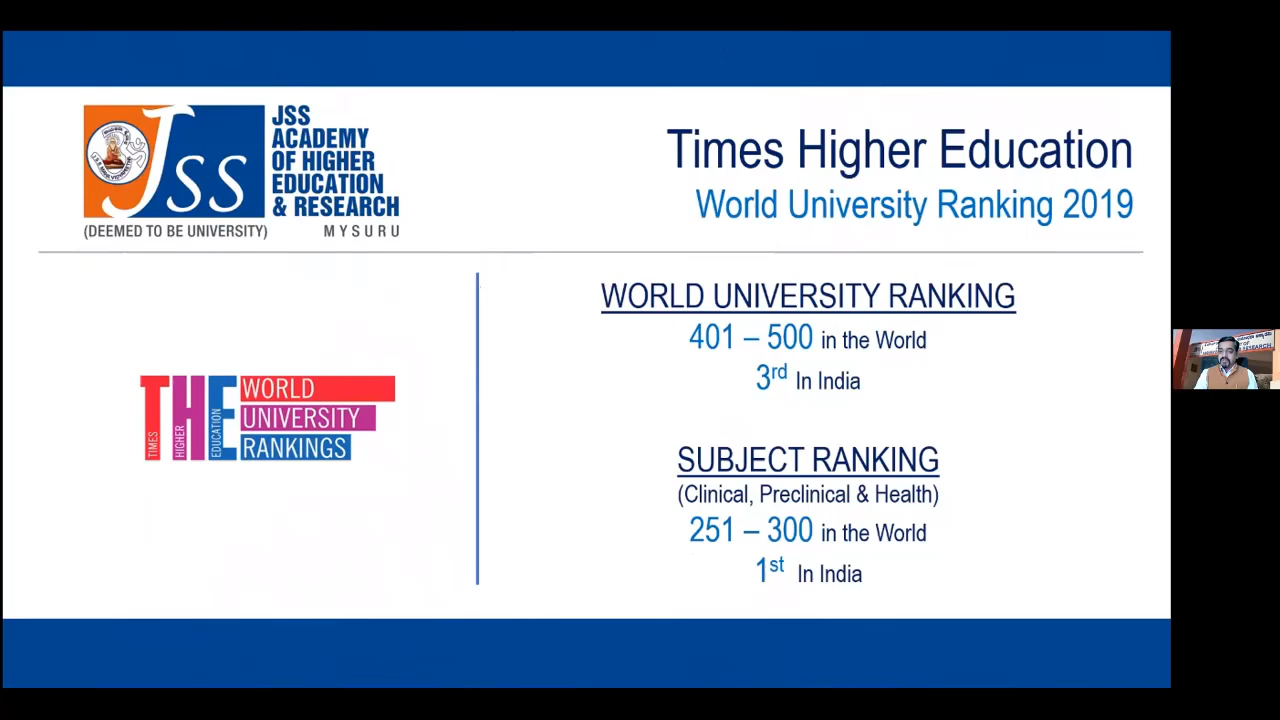 JSS
JSS
ACADEMY
OF HIGHER
EDUCATION
& RESEARCH
(DEEMED TO BE UNIVERSITY) MYSURU
Times Higher Education
World University Ranking 2019
THE
TIMES
HIGHER
EDUCATION
WORLD
UNIVERSITY
RANKINGS
WORLD UNIVERSITY RANKING
401 – 500 in the World
3rd In India
SUBJECT RANKING
(Clinical, Preclinical & Health)
251 – 300 in the World
1st In India